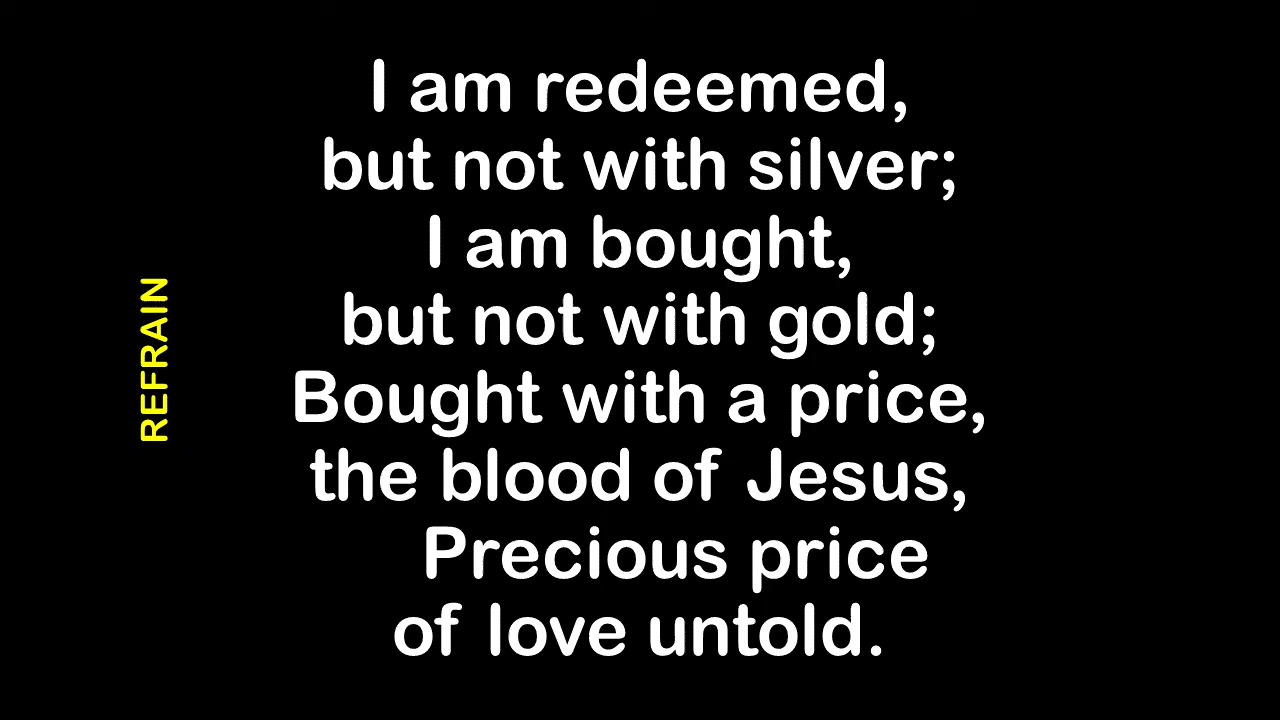 REFRAIN
I am redeemed,
but not with silver;
I am bought,
but not with gold;
Bought with a price,
the blood of Jesus,
Precious price
of love untold.